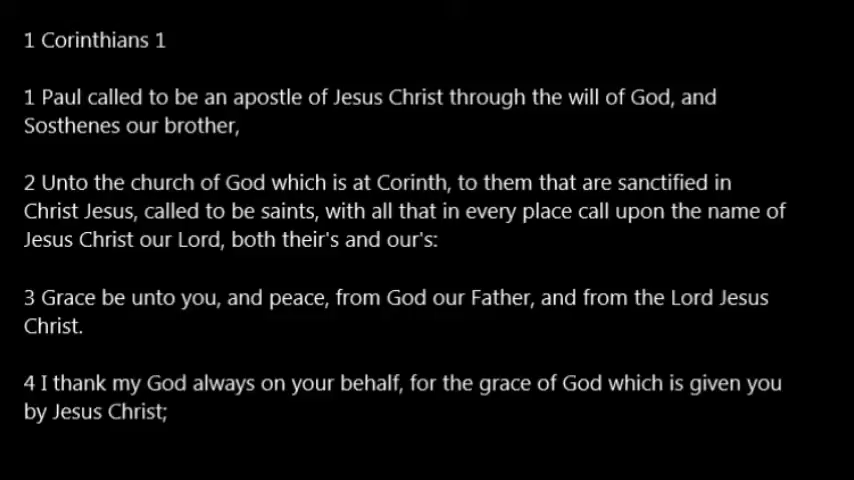 1 Corinthians 1
1 Paul called to be an apostle of Jesus Christ through the will of God, and
Sosthenes our brother,
2 Unto the church of God which is at Corinth, to them that are sanctified in
Christ Jesus, called to be saints, with all that in every place call upon the name of
Jesus Christ our Lord, both their's and our's:
3 Grace be unto you, and peace, from God our Father, and from the Lord Jesus
Christ.
4 I thank my God always on your behalf, for the grace of God which is given you
by Jesus Christ;